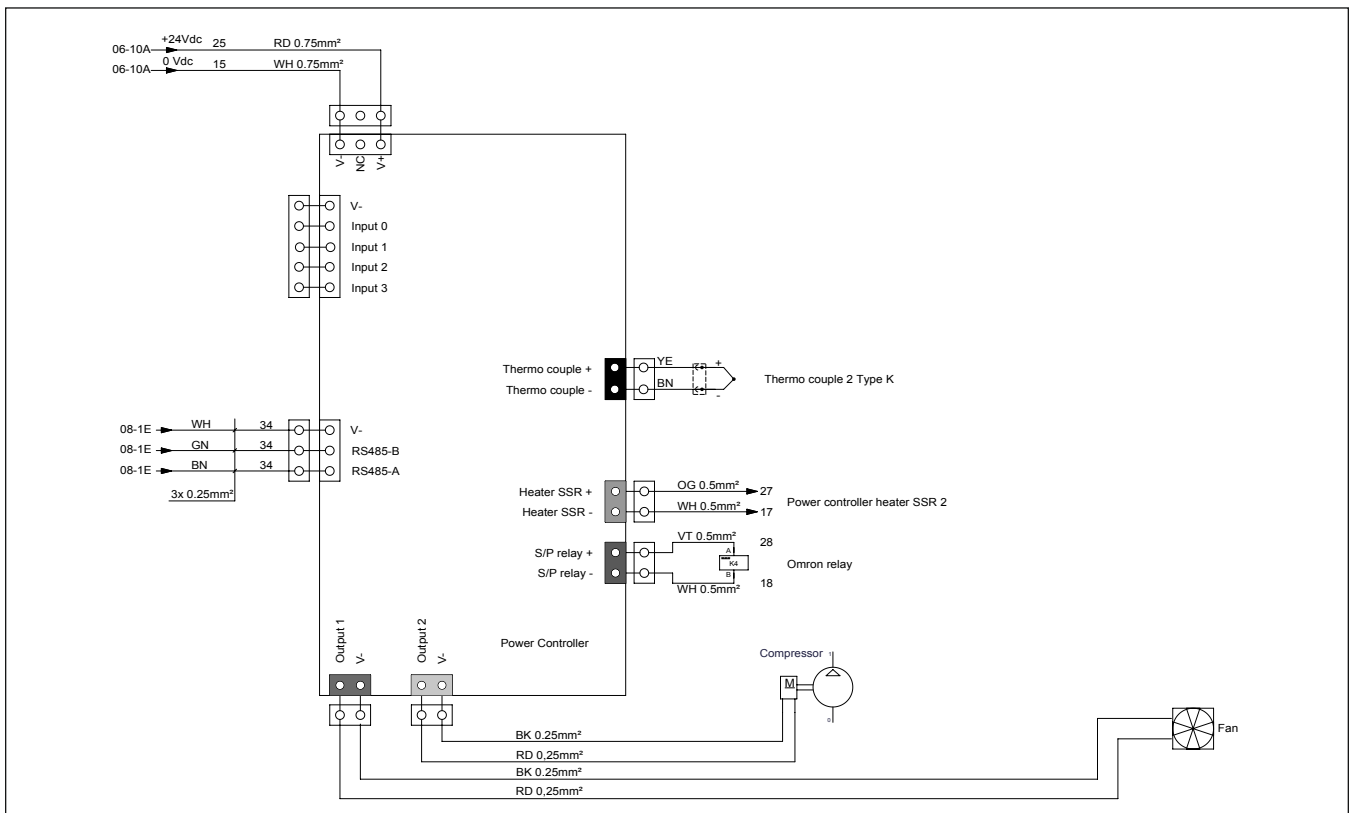 +24Vdc
06-10A 25 RD 0.75mm²
0 Vdc
06-10A 15 WH 0.75mm²
V-
NC
V+
V-
Input 0
Input 1
Input 2
Input 3
Thermo couple + YE +
Thermo couple 2 Type K
Thermo couple - BN -
08-1E WH 34 V-
08-1E GN 34 RS485-B
08-1E BN 34 RS485-A
3x 0.25mm²
Heater SSR + OG 0.5mm² 27
Power controller heater SSR 2
Heater SSR - WH 0.5mm² 17
VT 0.5mm² 28
S/P relay + A
K4 Omron relay
S/P relay - B
WH 0.5mm² 18
Output 1
V-
Output 2
V-
Power Controller
Compressor 1
M
0
Fan
BK 0.25mm²
RD 0,25mm²
BK 0.25mm²
RD 0,25mm²